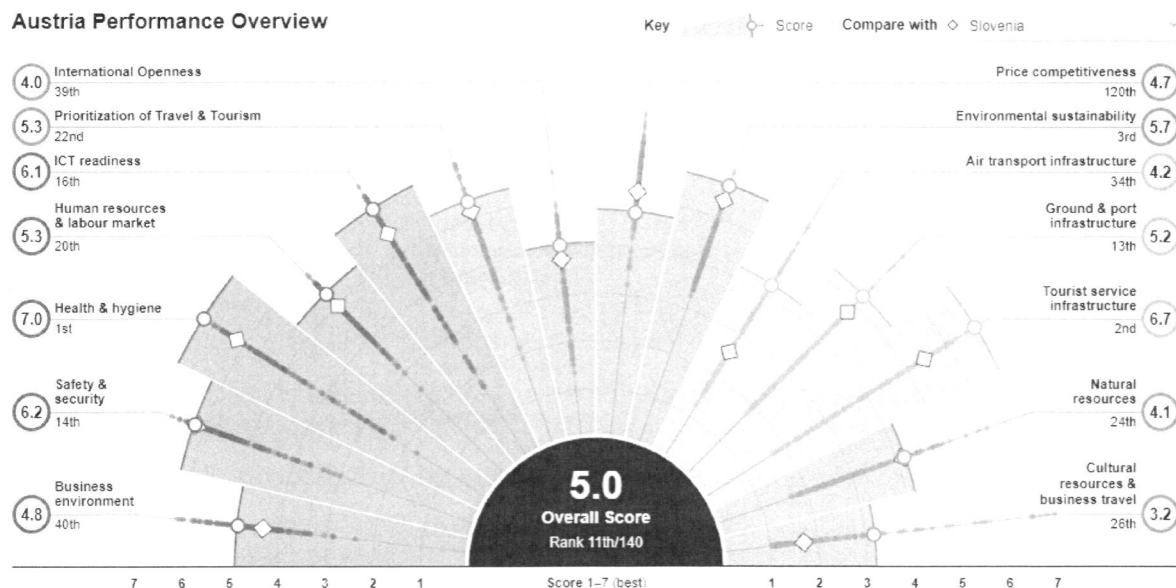 Austria Performance Overview
Key Score Compare with Slovenia
4.0 International Openness
39th
5.3 Prioritization of Travel & Tourism
22nd
6.1 ICT readiness
16th
5.3 Human resources
& labour market
20th
7.0 Health & hygiene
1st
6.2 Safety &
security
14th
4.8 Business
environment
40th
Price competitiveness 4.7
120th
Environmental sustainability 5.7
3rd
Air transport infrastructure 4.2
34th
Ground & port
infrastructure 5.2
13th
Tourist service
infrastructure 6.7
2nd
Natural
resources 4.1
24th
Cultural
resources &
business travel 3.2
26th
5.0
Overall Score
Rank 11th/140
7 6 5 4 3 2 1 Score 1–7 (best) 1 2 3 4 5 6 7